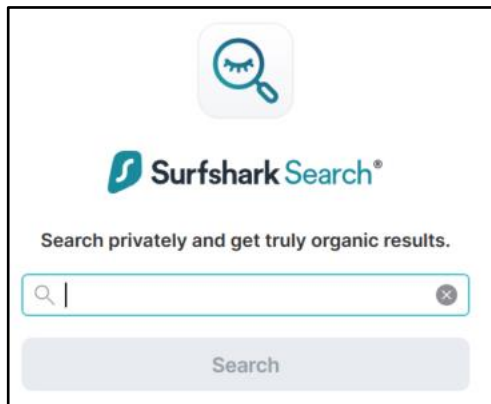 Surfshark Search®
Search privately and get truly organic results.
Search